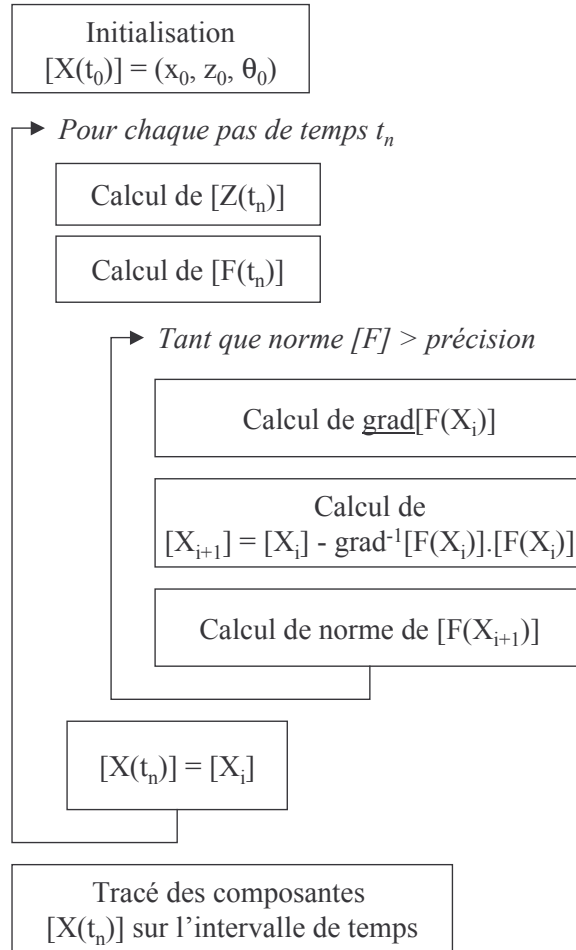 Initialisation
[X(t₀)] = (x₀, z₀, θ₀)
Pour chaque pas de temps tₙ
Calcul de [Z(tₙ)]
Calcul de [F(tₙ)]
Tant que norme [F] > précision
Calcul de grad[F(Xᵢ)]
Calcul de
[Xᵢ₊₁] = [Xᵢ] - grad⁻¹[F(Xᵢ)].[F(Xᵢ)]
Calcul de norme de [F(Xᵢ₊₁)]
[X(tₙ)] = [Xᵢ]
Tracé des composantes
[X(tₙ)] sur l’intervalle de temps